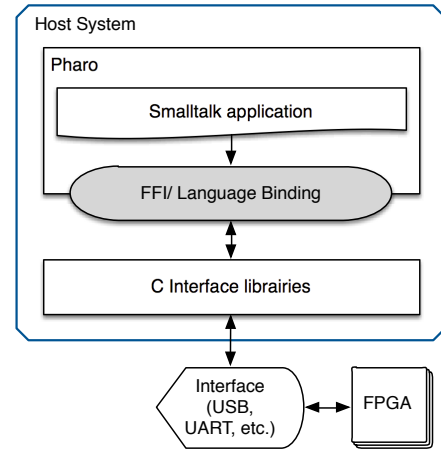 Host System
Pharo
Smalltalk application
FFI/ Language Binding
C Interface librairies
Interface
(USB,
UART, etc.)
FPGA